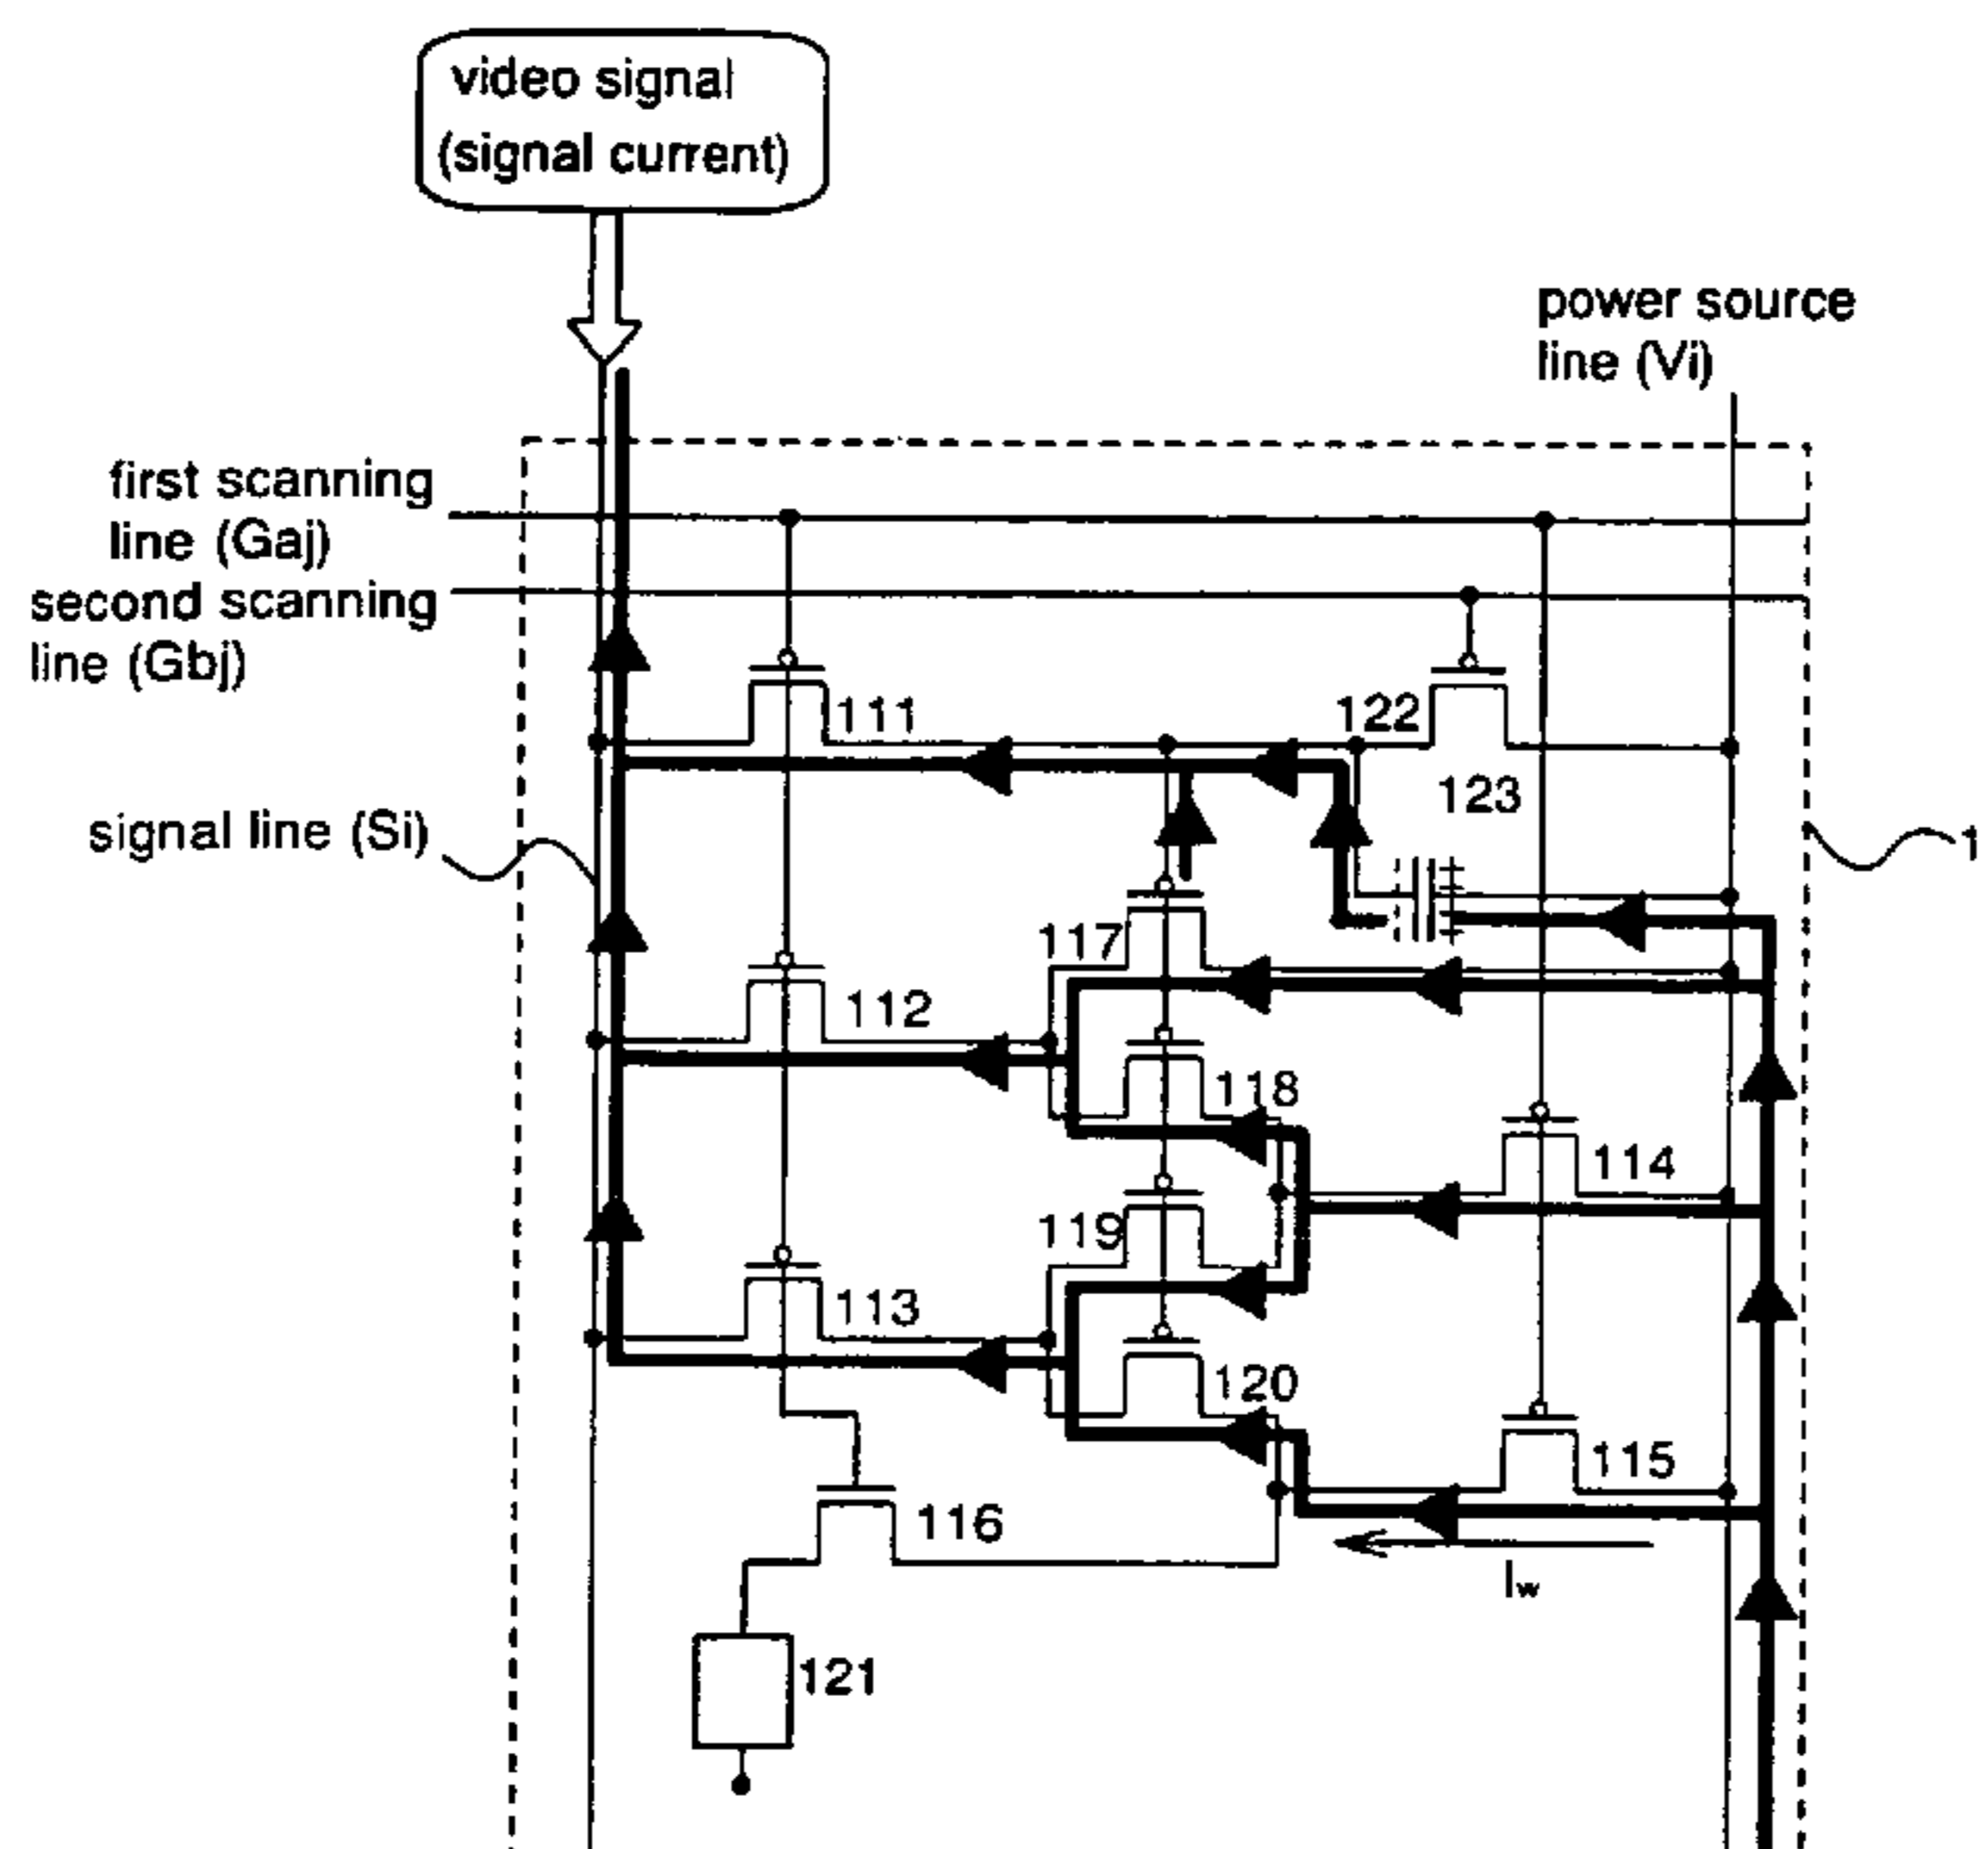 video signal
(signal current)
power source
line (Vi)
first scanning
line (Gaj)
second scanning
line (Gbj)
111
122
123
signal line (Si)
1
117
112
118
114
119
113
120
115
116
Iw
121